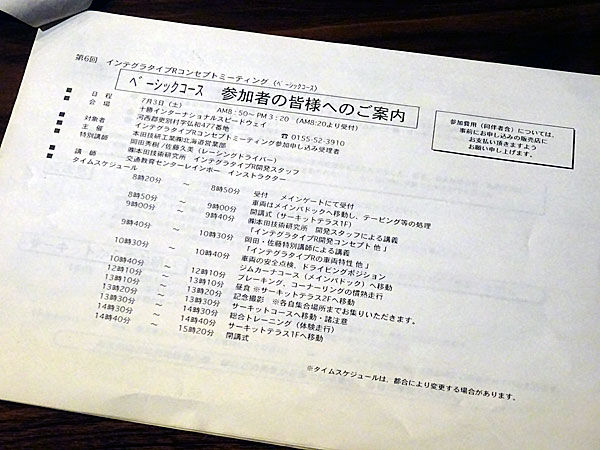 第6回 インテグラタイプRコンセプトミーティング (ベーシックコース)
ベーシックコース 参加者の皆様へのご案内
参加費用(同伴者含)については、
事前にお申し込みの販売店に
お支払い頂きますよう
お願い申し上げます。
■ 日程 7月3日(土) AM8:50~PM3:20 (AM8:20より受付)
■ 会場 十勝インターナショナルスピードウェイ
河西郡更別村字弘和477番地 ☎0155-52-3910
■ 対象者 インテグラタイプRコンセプトミーティング参加申し込み受理者
■ 主催 本田技研工業㈱北海道営業部
■ 特別講師 岡田秀樹/佐藤久美(レーシングドライバー)
㈱本田技術研究所 インテグラタイプR開発スタッフ
■ 講師 交通教育センターレインボー インストラクター
■ タイムスケジュール
8時20分 ~ 8時50分 受付 メインゲートにて受付
8時50分 ~ 9時00分 車両はメインパドックへ移動し、テーピング等の処理
9時00分 ~ 9時40分 開講式(サーキットテラス1F)
9時40分 ~ 10時30分 ㈱本田技術研究所 開発スタッフによる講義
「インテグラタイプR開発コンセプト 他」
10時30分 ~ 10時40分 岡田・佐藤特別講師による講義
「インテグラタイプRの車両特性 他」
10時40分 ~ 12時10分 車両の安全点検、ドライビングポジション
ジムカーナコース(メインパドック)へ移動
12時10分 ~ 13時10分 ブレーキング、コーナーリングの慣熟走行
13時10分 ~ 13時20分 昼食 ※サーキットテラス2Fへ移動
13時20分 ~ 13時30分 記念撮影 ※各自集合場所までお集りいただきます。
13時30分 ~ 14時30分 サーキットコースへ移動・諸注意
14時30分 ~ 14時40分 総合トレーニング(体験走行)
14時40分 ~ 15時20分 サーキットテラス1Fへ移動
閉講式
※タイムスケジュールは、都合により変更する場合があります。